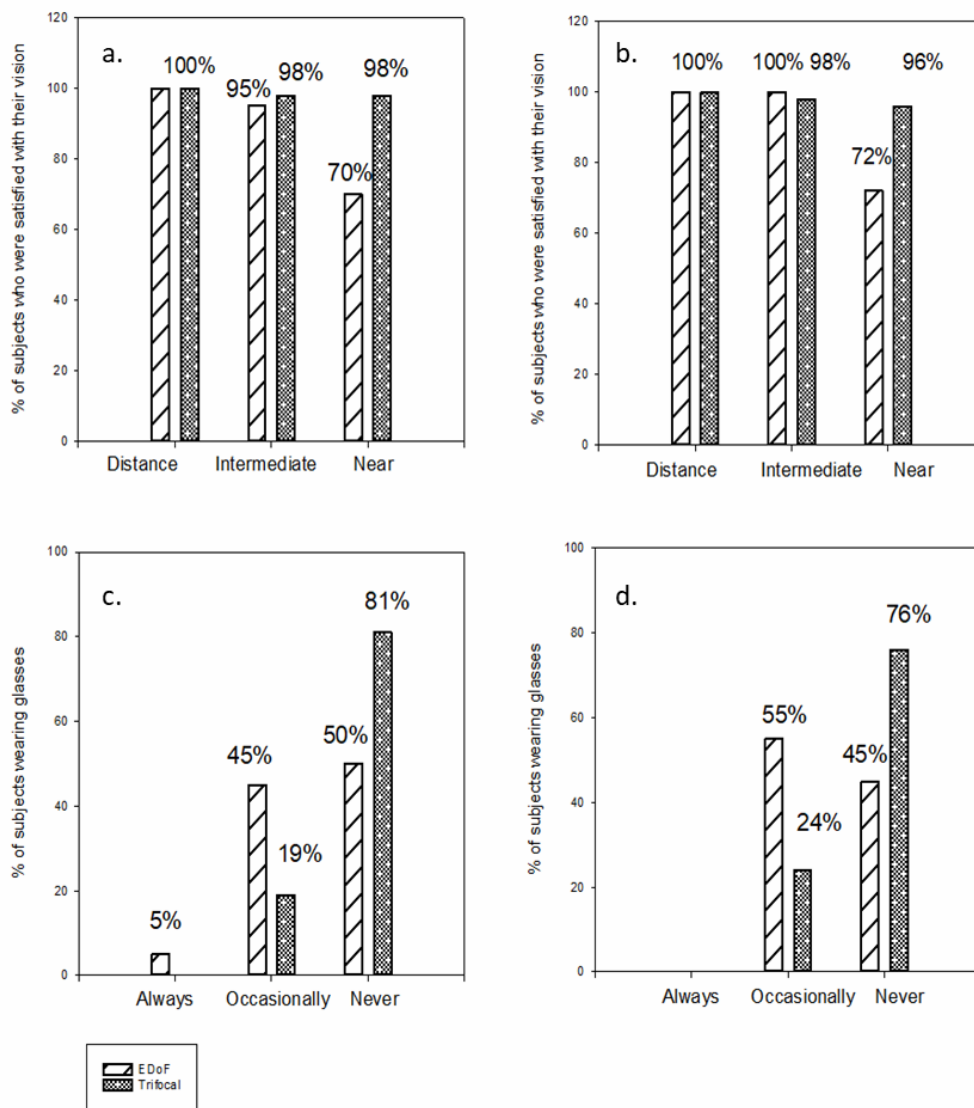 % of subjects who were satisfied with their vision
120
100
80
60
40
20
0
a.
100%
95%
98%
70%
98%
Distance
Intermediate
Near
% of subjects who were satisfied with their vision
120
100
80
60
40
20
0
b.
100%
100%
98%
72%
96%
Distance
Intermediate
Near
% of subjects wearing glasses
100
80
60
40
20
0
c.
5%
45%
19%
50%
81%
Always
Occasionally
Never
% of subjects wearing glasses
100
80
60
40
20
0
d.
55%
24%
45%
76%
Always
Occasionally
Never
EDoF
Trifocal